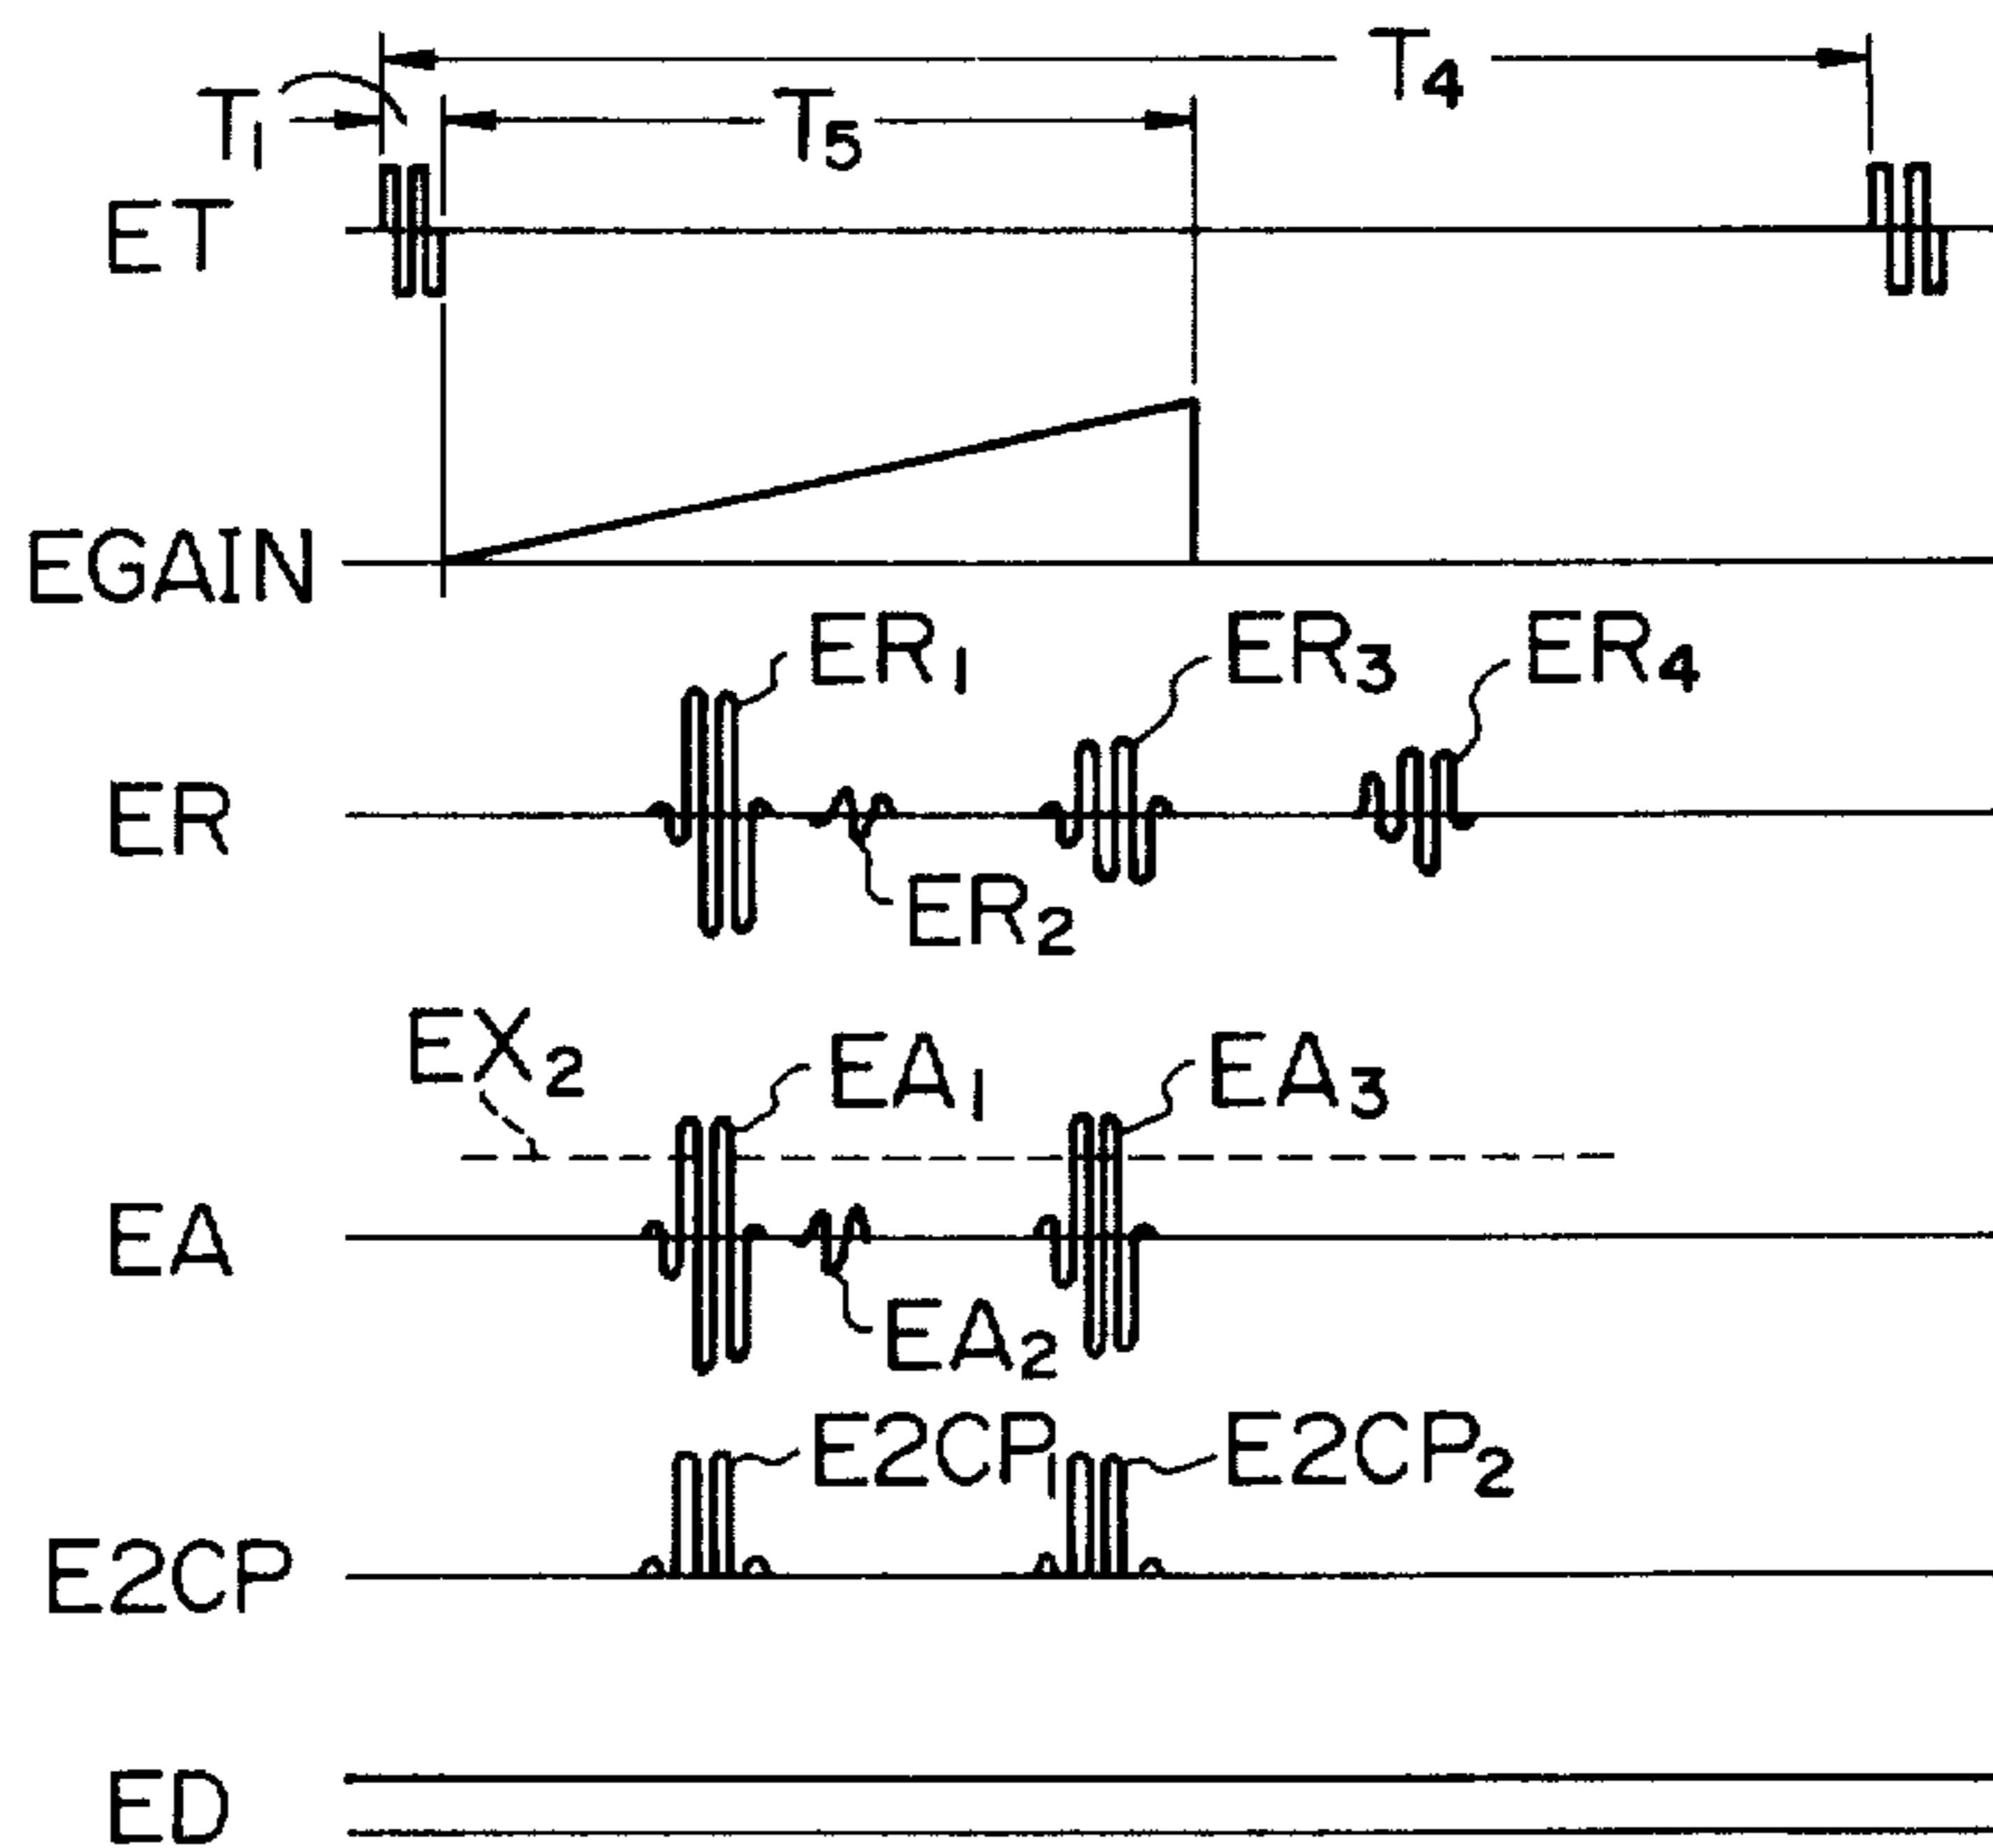 T4
T1
T5
ET
EGAIN
ER1
ER3
ER4
ER
ER2
EX2
EA1
EA3
EA
EA2
E2CP1
E2CP2
E2CP
ED